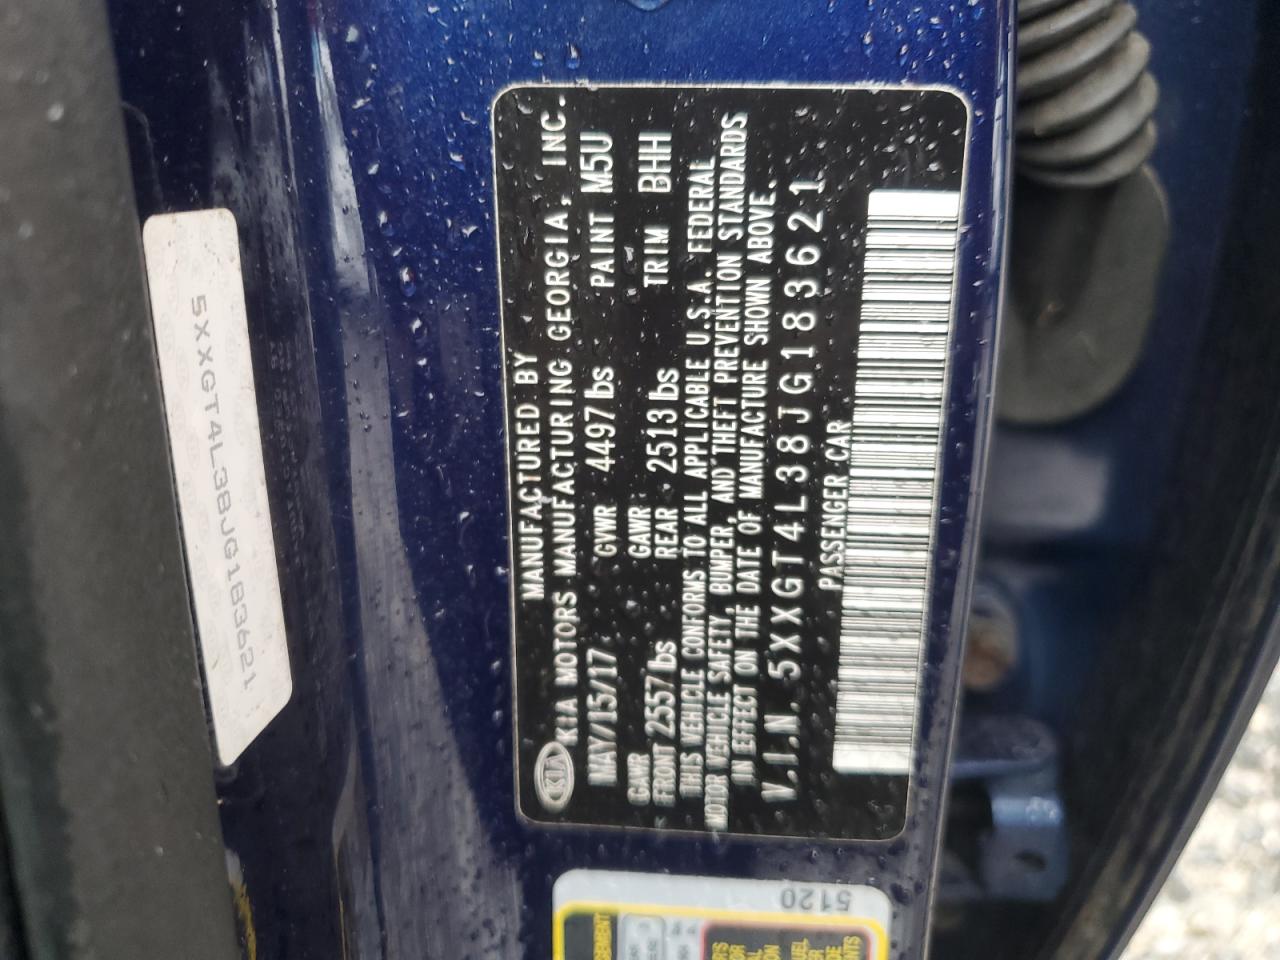 5XXGT4L38JG183621
MANUFACTURED BY
KIA MOTORS MANUFACTURING GEORGIA, INC.
KIA
MAY/15/17 GVWR 4497 lbs PAINT M5U
GAWR FRONT 2557 lbs GAWR REAR 2513 lbs TRIM BHH
THIS VEHICLE CONFORMS TO ALL APPLICABLE U.S.A. FEDERAL
MOTOR VEHICLE SAFETY, BUMPER, AND THEFT PREVENTION STANDARDS
IN EFFECT ON THE DATE OF MANUFACTURE SHOWN ABOVE.
V.I.N. 5XXGT4L38JG183621
PASSENGER CAR
5120